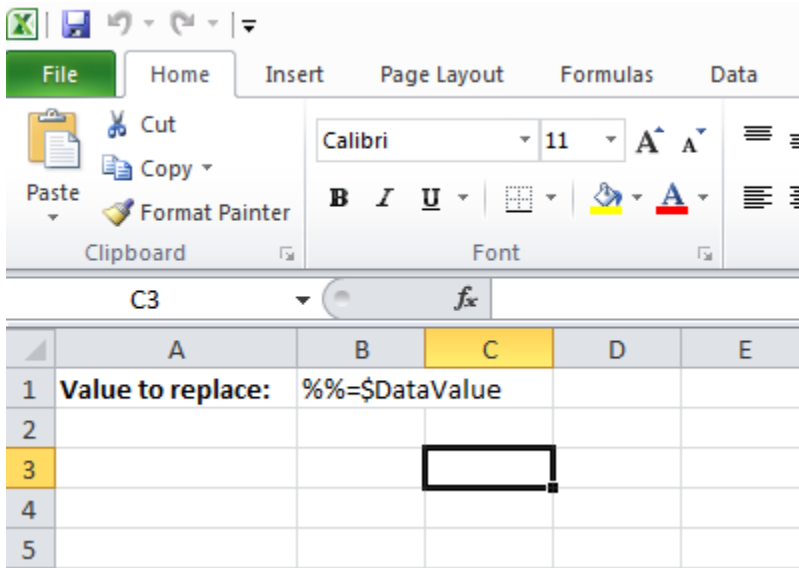 File Home Insert Page Layout Formulas Data
Cut
Copy
Paste
Format Painter
Clipboard
Calibri 11 A A
B I U A
Font
C3 fx
A B C D E
1 Value to replace: %%=$DataValue
2
3
4
5